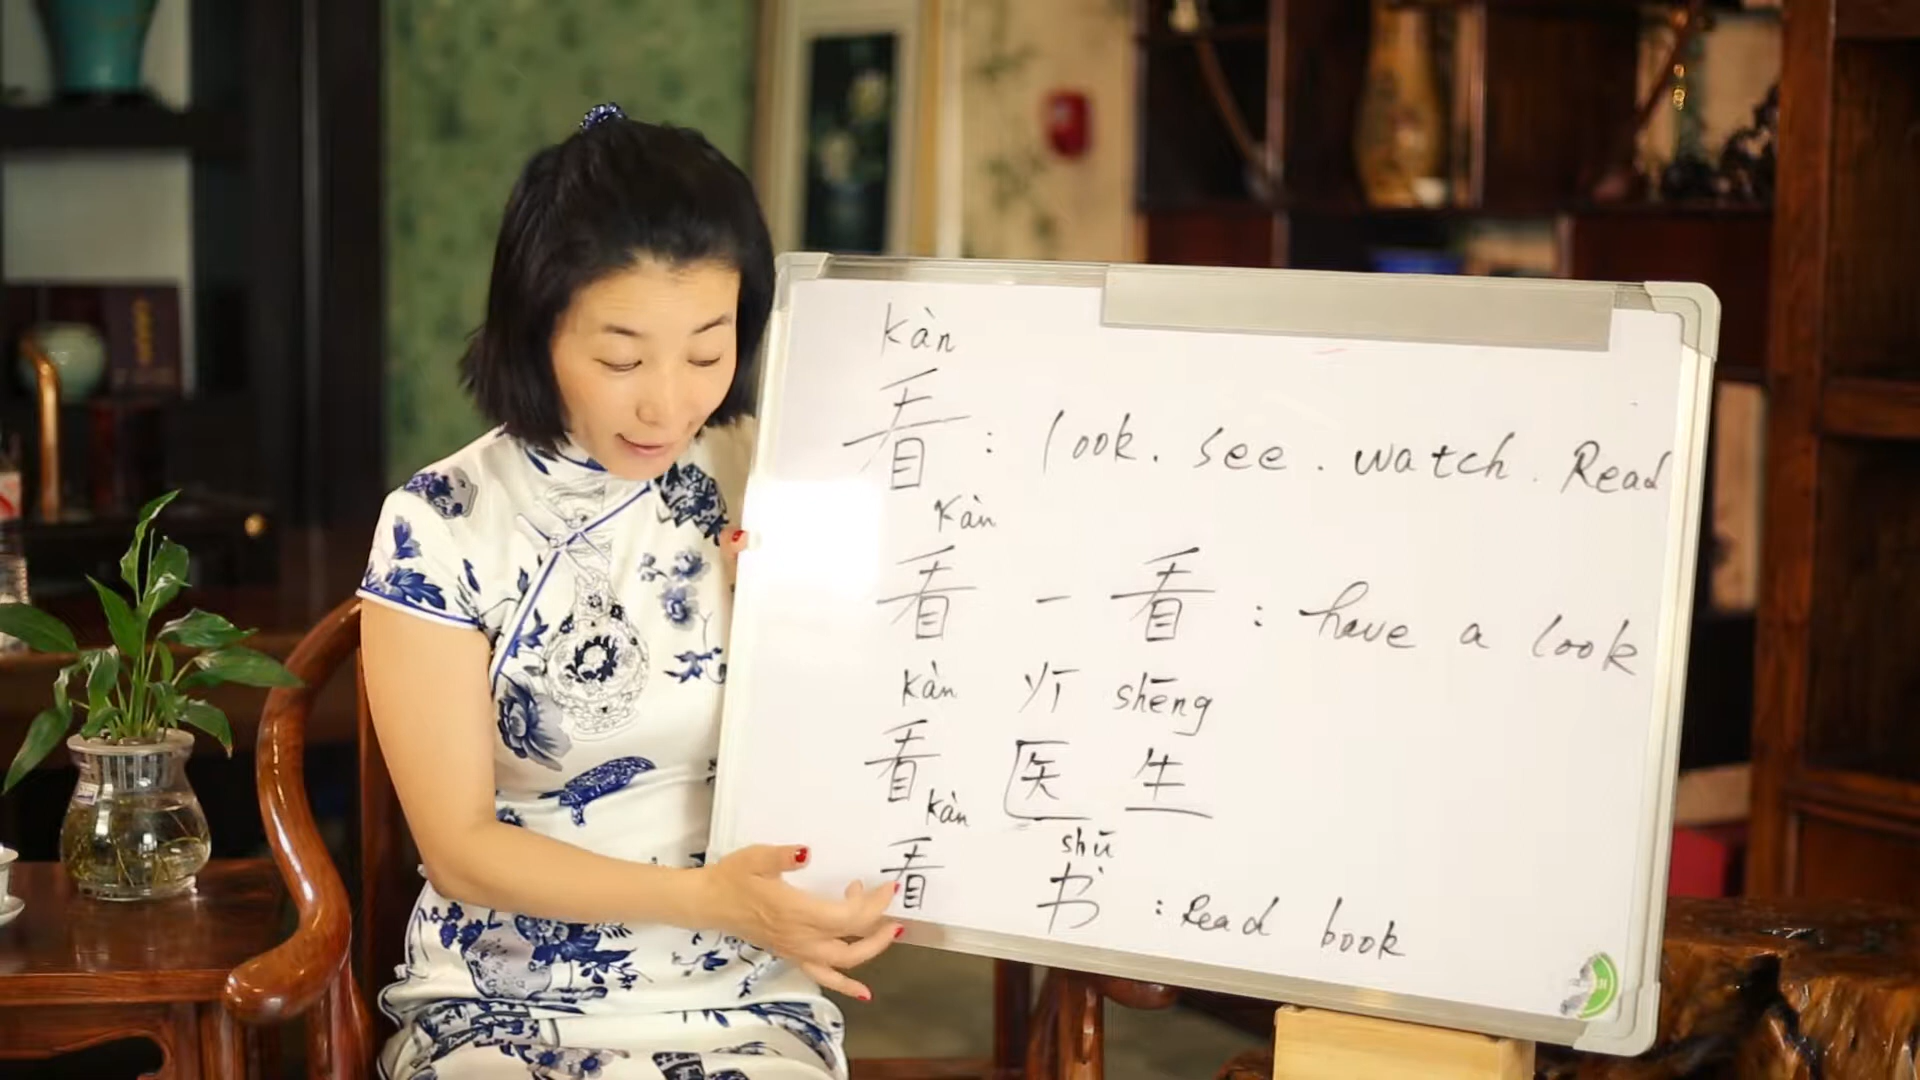 Kàn
看 : look. see. watch. Read
Kàn
看 一 看 : have a look
kàn yī shēng
看 医 生
kàn shū
看 书 : Read book